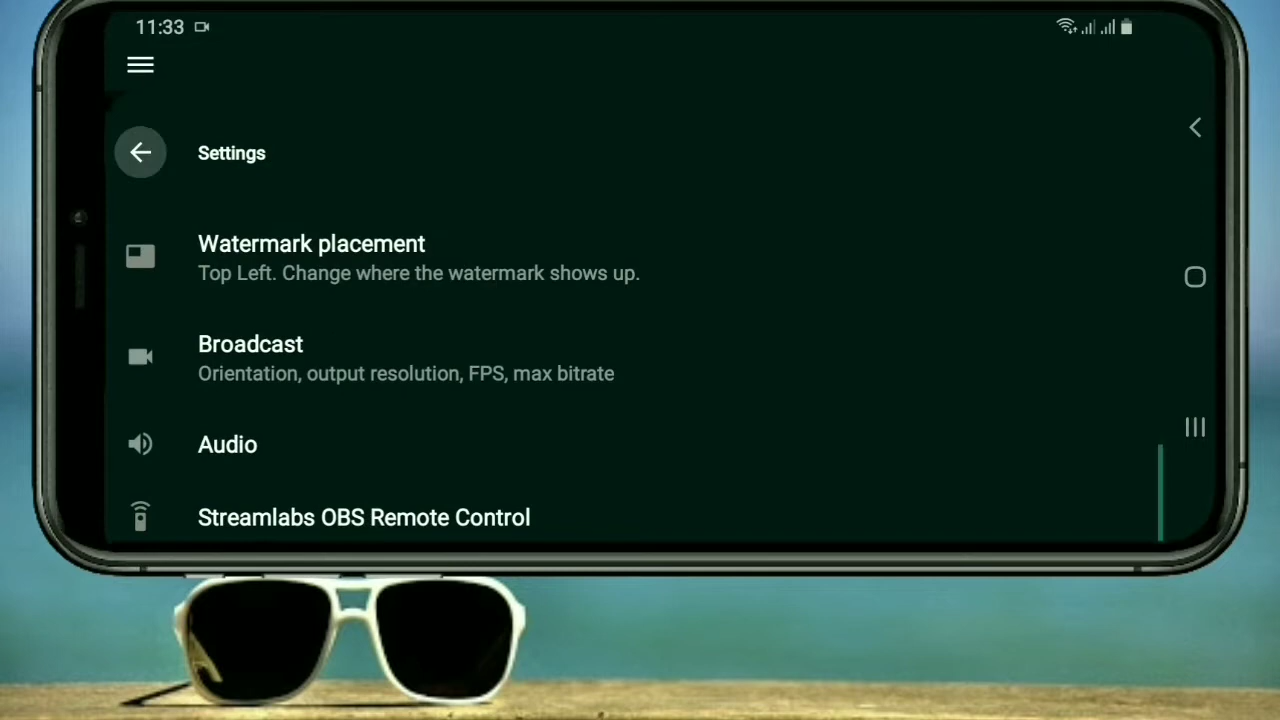 11:33
Settings
Watermark placement
Top Left. Change where the watermark shows up.
Broadcast
Orientation, output resolution, FPS, max bitrate
Audio
Streamlabs OBS Remote Control